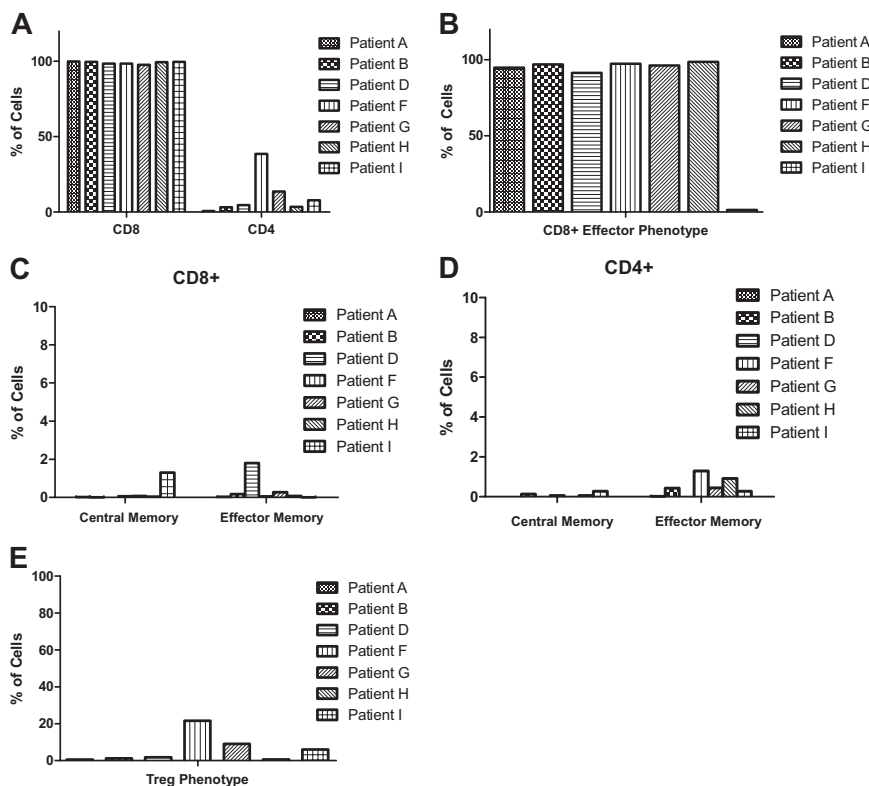 A
% of Cells
100
50
0
CD8
CD4
Patient A
Patient B
Patient D
Patient F
Patient G
Patient H
Patient I
B
% of Cells
100
50
0
CD8+ Effector Phenotype
Patient A
Patient B
Patient D
Patient F
Patient G
Patient H
Patient I
C
CD8+
% of Cells
10
8
6
4
2
0
Central Memory
Effector Memory
Patient A
Patient B
Patient D
Patient F
Patient G
Patient H
Patient I
D
CD4+
% of Cells
10
8
6
4
2
0
Central Memory
Effector Memory
Patient A
Patient B
Patient D
Patient F
Patient G
Patient H
Patient I
E
% of Cells
100
80
60
40
20
0
Treg Phenotype
Patient A
Patient B
Patient D
Patient F
Patient G
Patient H
Patient I